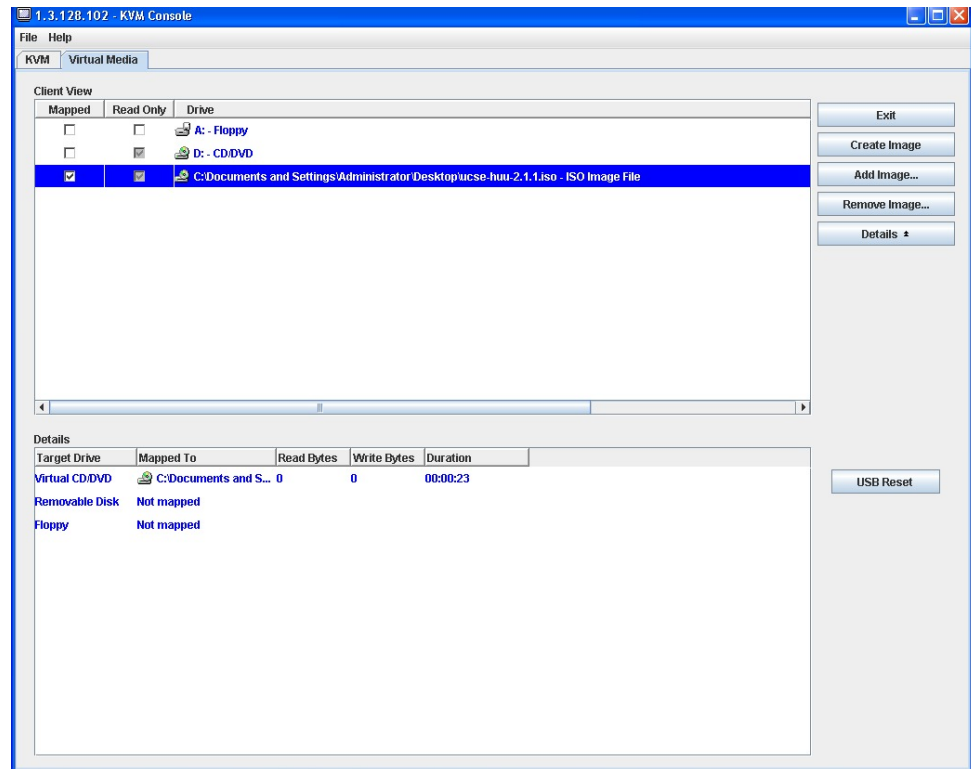 1.3.128.102 - KVM Console
File Help
KVM Virtual Media
Client View
Mapped Read Only Drive
A: - Floppy
D: - CD/DVD
C:\Documents and Settings\Administrator\Desktop\ucse-huu-2.1.1.iso - ISO Image File
Exit
Create Image
Add Image...
Remove Image...
Details
Details
Target Drive Mapped To Read Bytes Write Bytes Duration
Virtual CD/DVD C:\Documents and S... 0 0 00:00:23
Removable Disk Not mapped
Floppy Not mapped
USB Reset